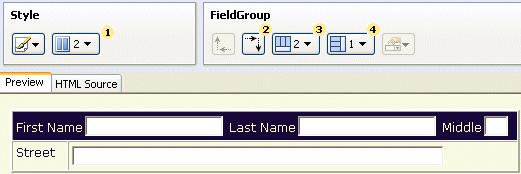 Style
FieldGroup
2 1
2 2 3 1 4
Preview HTML Source
First Name Last Name Middle
Street